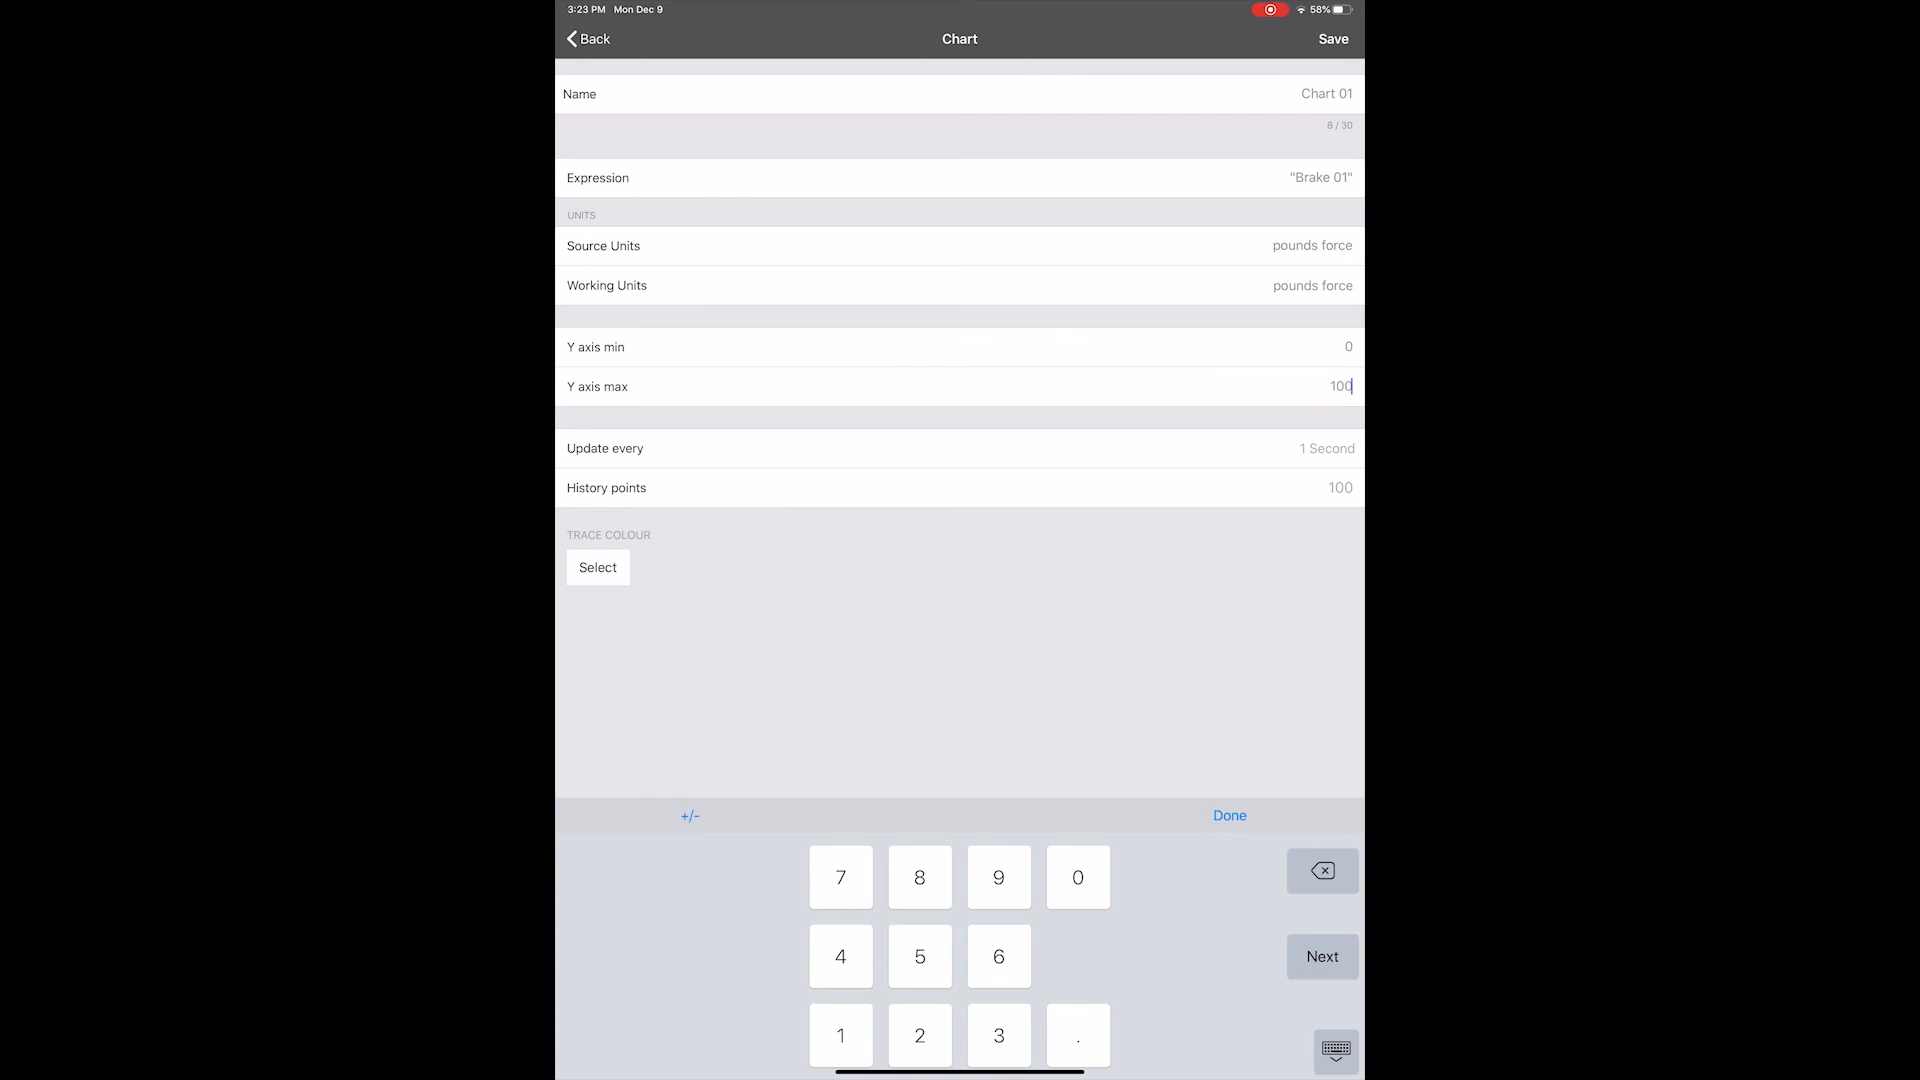 3:23 PM Mon Dec 9 58%
Back Chart Save
Name Chart 01
8 / 30
Expression "Brake 01"
UNITS
Source Units pounds force
Working Units pounds force
Y axis min 0
Y axis max 100
Update every 1 Second
History points 100
TRACE COLOUR
Select
+/- Done
7 8 9 0
4 5 6 Next
1 2 3 .